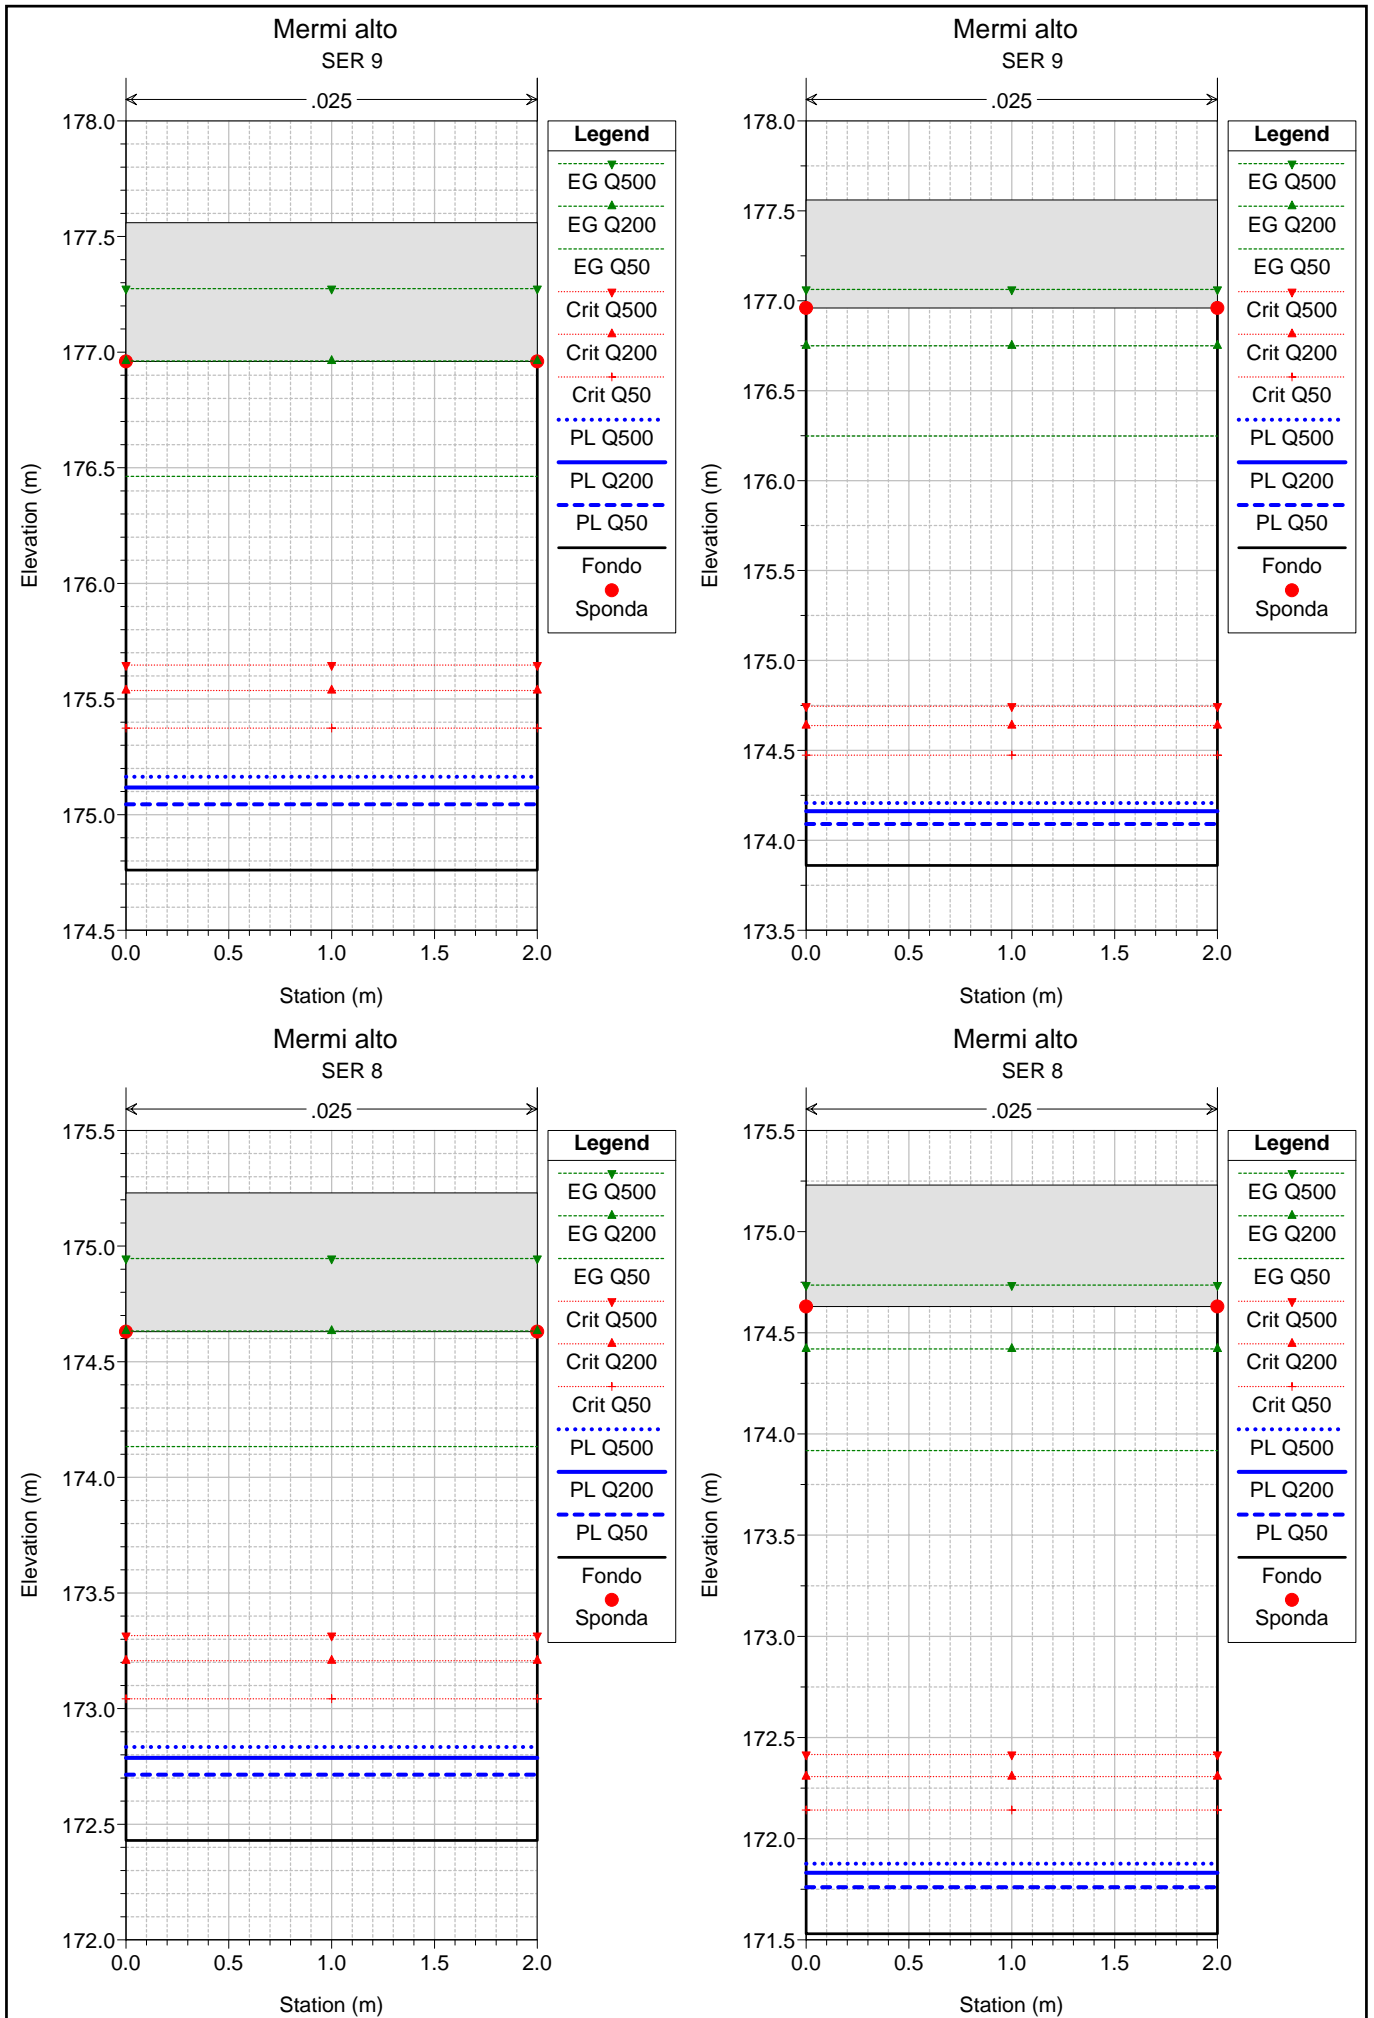 Mermi alto
SER 9
.025
178.0
177.5
177.0
176.5
176.0
175.5
175.0
174.5
0.0 0.5 1.0 1.5 2.0
Station (m)
Elevation (m)
Legend
EG Q500
EG Q200
EG Q50
Crit Q500
Crit Q200
Crit Q50
PL Q500
PL Q200
PL Q50
Fondo
Sponda
Mermi alto
SER 9
.025
178.0
177.5
177.0
176.5
176.0
175.5
175.0
174.5
174.0
173.5
0.0 0.5 1.0 1.5 2.0
Station (m)
Elevation (m)
Legend
EG Q500
EG Q200
EG Q50
Crit Q500
Crit Q200
Crit Q50
PL Q500
PL Q200
PL Q50
Fondo
Sponda
Mermi alto
SER 8
.025
175.5
175.0
174.5
174.0
173.5
173.0
172.5
172.0
0.0 0.5 1.0 1.5 2.0
Station (m)
Elevation (m)
Legend
EG Q500
EG Q200
EG Q50
Crit Q500
Crit Q200
Crit Q50
PL Q500
PL Q200
PL Q50
Fondo
Sponda
Mermi alto
SER 8
.025
175.5
175.0
174.5
174.0
173.5
173.0
172.5
172.0
171.5
0.0 0.5 1.0 1.5 2.0
Station (m)
Elevation (m)
Legend
EG Q500
EG Q200
EG Q50
Crit Q500
Crit Q200
Crit Q50
PL Q500
PL Q200
PL Q50
Fondo
Sponda